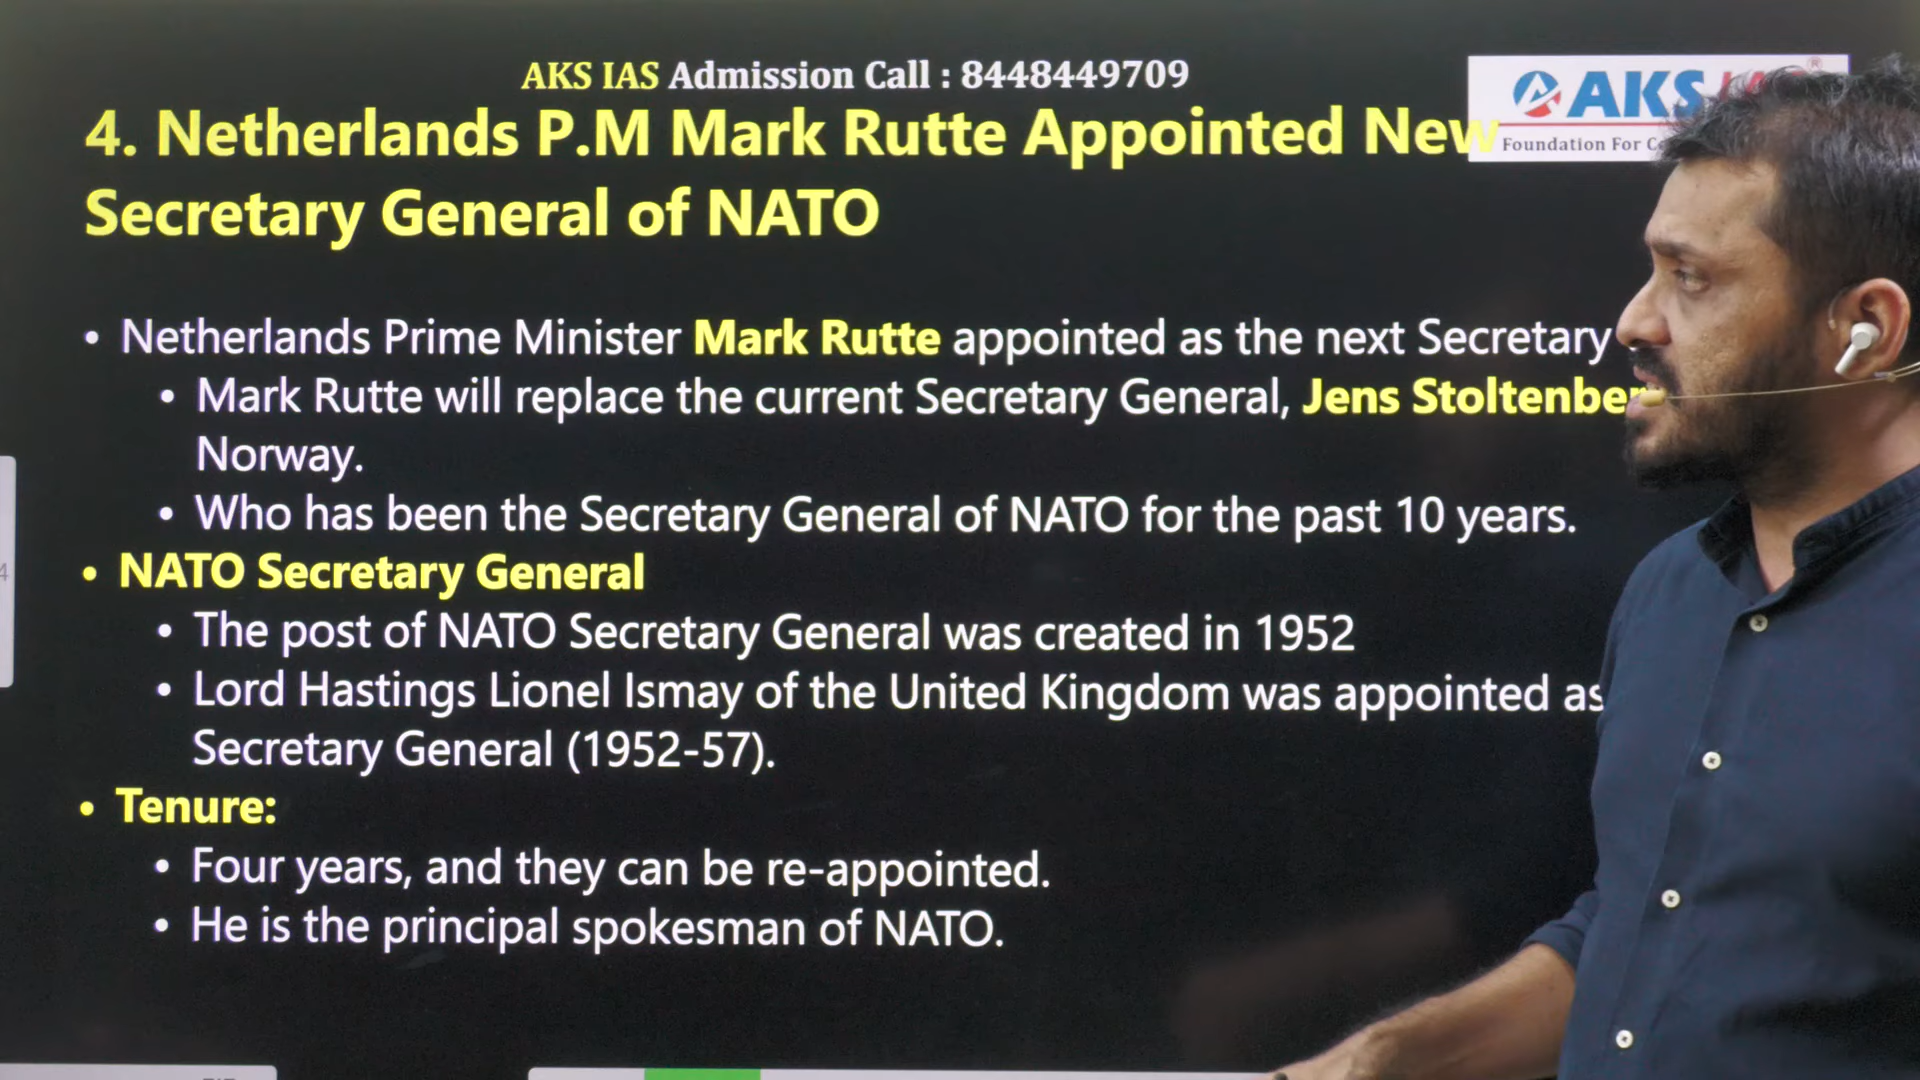 AKS IAS Admission Call : 8448449709
AKS
Foundation For
4. Netherlands P.M Mark Rutte Appointed New
Secretary General of NATO
• Netherlands Prime Minister Mark Rutte appointed as the next Secretary
• Mark Rutte will replace the current Secretary General, Jens
Norway.
• Who has been the Secretary General of NATO for the past 10 years.
• NATO Secretary General
• The post of NATO Secretary General was created in 1952
• Lord Hastings Lionel Ismay of the United Kingdom was appointed as
Secretary General (1952-57).
• Tenure:
• Four years, and they can be re-appointed.
• He is the principal spokesman of NATO.
4